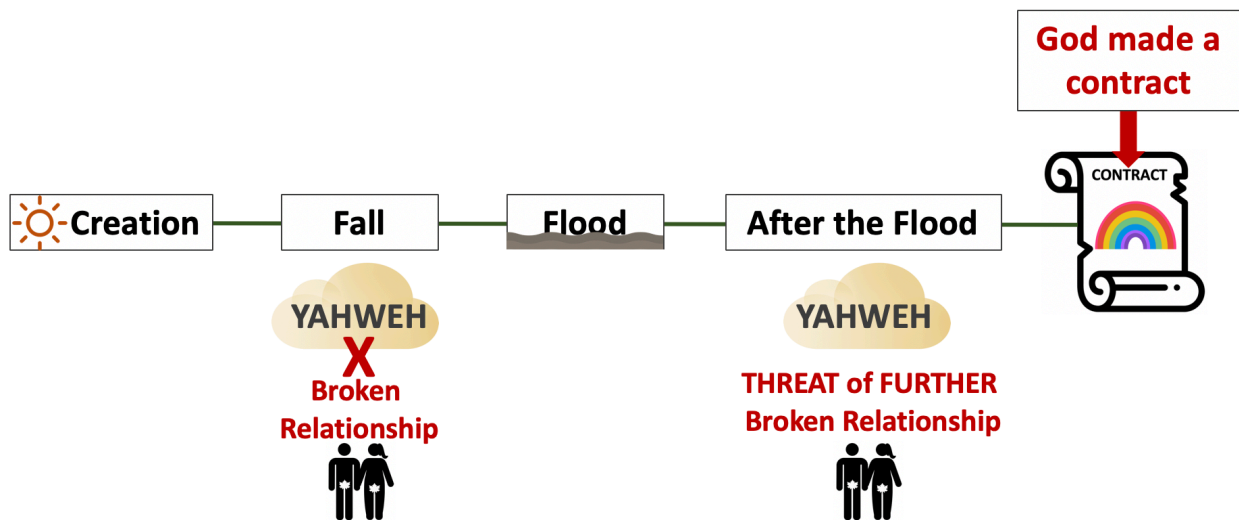 God made a
contract
CONTRACT
Creation
Fall
Flood
After the Flood
YAHWEH
X
Broken
Relationship
YAHWEH
THREAT of FURTHER
Broken Relationship